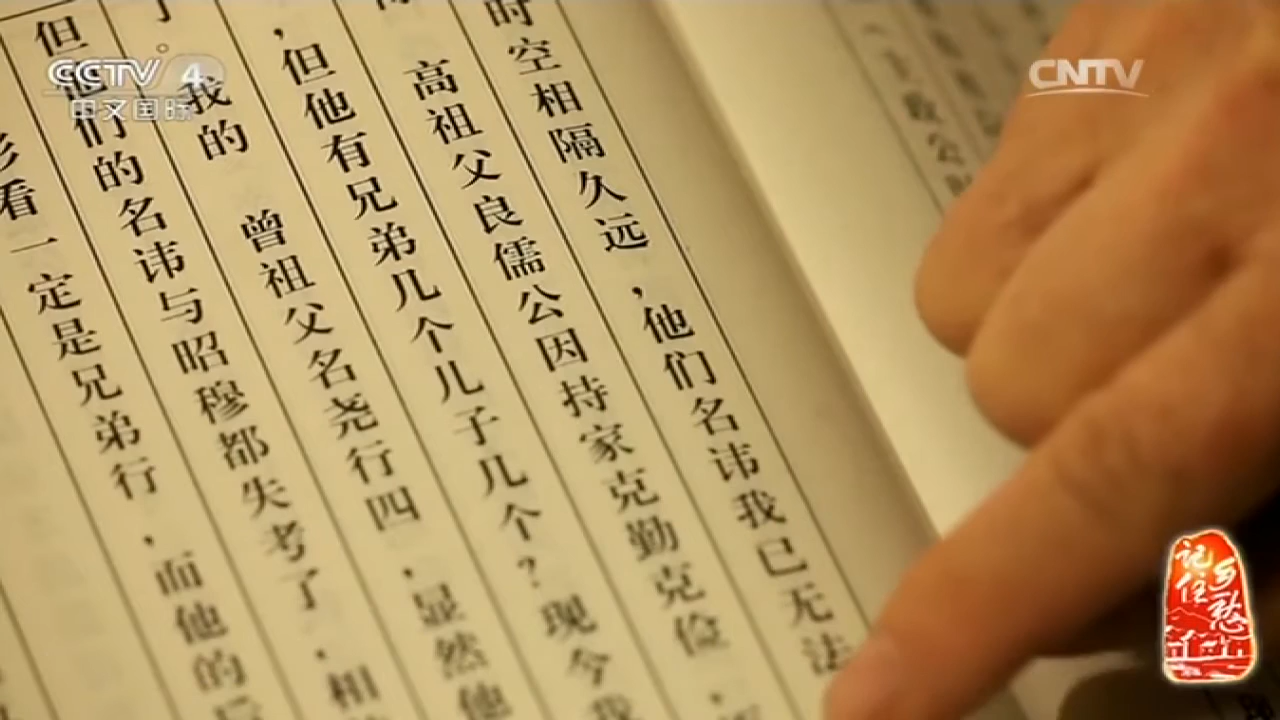 CCTV 4
中文国际
CNTV
时空相隔久远，他们名讳我已无法
高祖父良儒公因持家克勤克俭，
，但他有兄弟几个儿子几个？现今我
我的 曾祖父名尧行四，显然他
但他们的名讳与昭穆都失考了，相
看一定是兄弟行，而他的
记住
乡愁